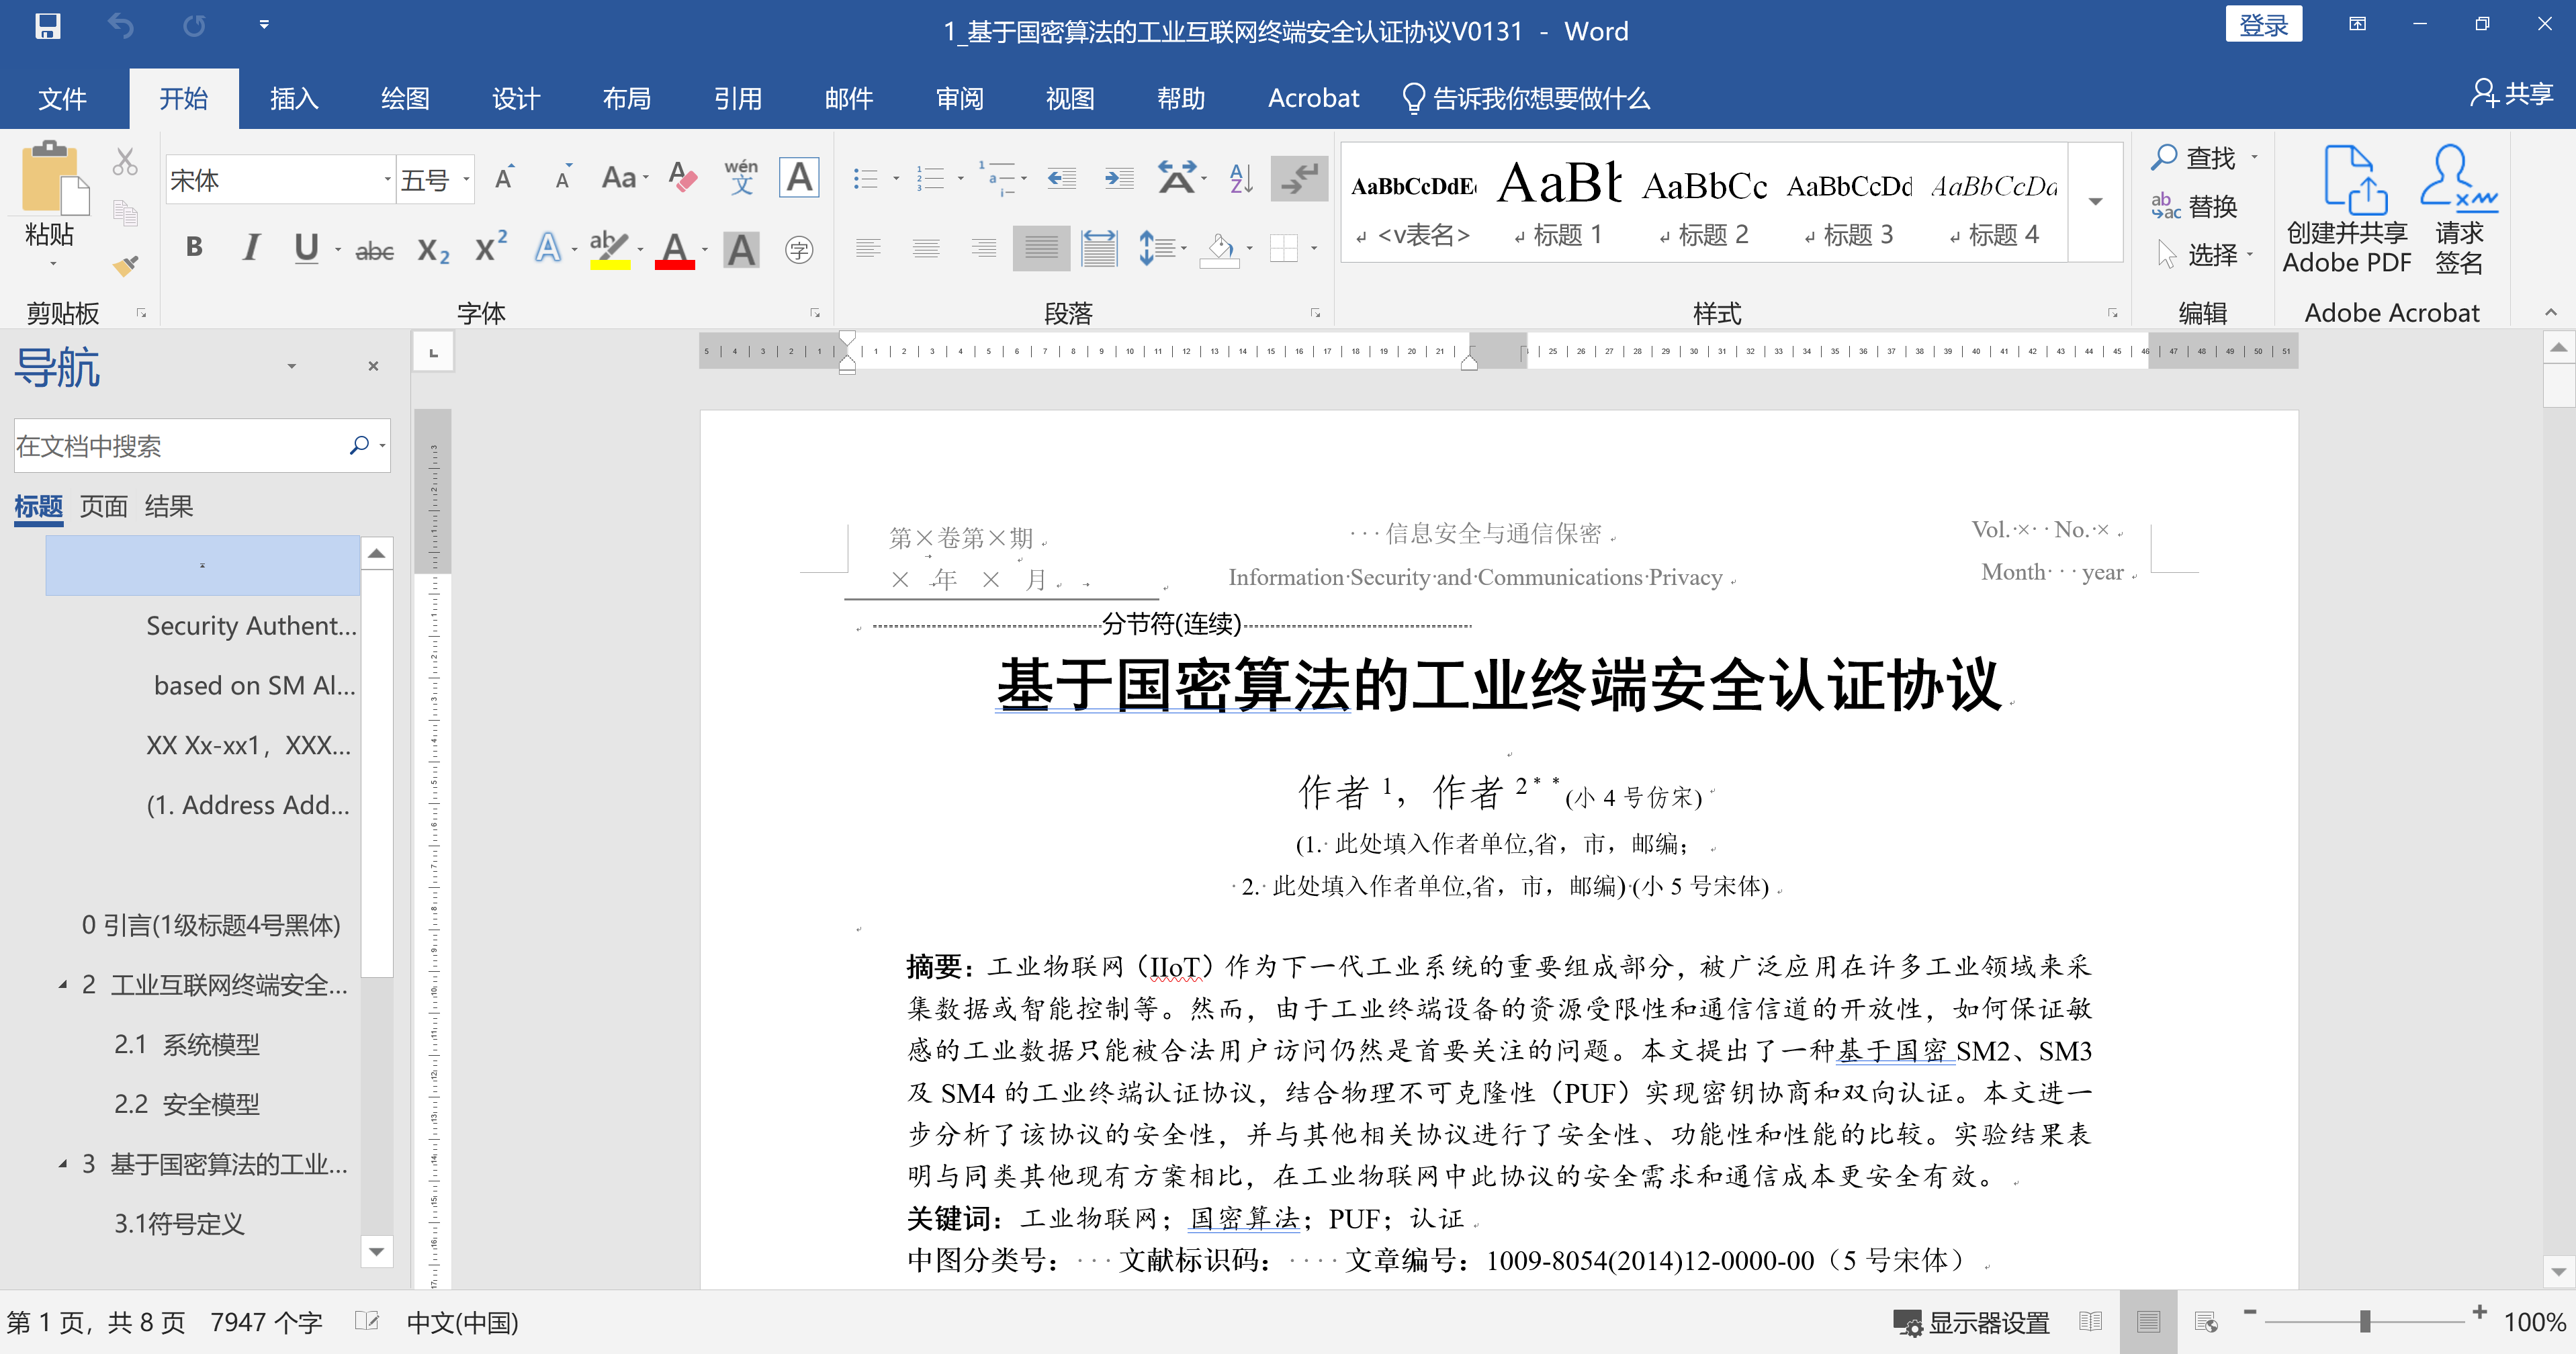 1_基于国密算法的工业互联网终端安全认证协议V0131 - Word
登录
文件 开始 插入 绘图 设计 布局 引用 邮件 审阅 视图 帮助 Acrobat 告诉我你想要做什么 共享
粘贴
剪贴板
宋体 五号 Aa wén 文 A
B I U abc X₂ X² A ab A A 字
字体
段落
AaBbCcDdE AaBb AaBbCc AaBbCcDd AaBbCcDd
<v表名> 标题 1 标题 2 标题 3 标题 4
样式
查找
替换
选择
编辑
创建并共享 Adobe PDF
请求签名
Adobe Acrobat
导航
在文档中搜索
标题 页面 结果
Security Authent...
based on SM Al...
XX Xx-xx1，XXX...
(1. Address Add...
0 引言(1级标题4号黑体)
2 工业互联网终端安全...
2.1 系统模型
2.2 安全模型
3 基于国密算法的工业...
3.1符号定义
第×卷第×期 信息安全与通信保密 Vol. × No. ×
× 年 × 月 Information Security and Communications Privacy Month year
分节符(连续)
基于国密算法的工业终端安全认证协议
作者 1，作者 2* *(小 4 号仿宋)
(1. 此处填入作者单位,省，市，邮编；
2. 此处填入作者单位,省，市，邮编) (小 5 号宋体)
摘要：工业物联网（IIoT）作为下一代工业系统的重要组成部分，被广泛应用在许多工业领域来采
集数据或智能控制等。然而，由于工业终端设备的资源受限性和通信信道的开放性，如何保证敏
感的工业数据只能被合法用户访问仍然是首要关注的问题。本文提出了一种基于国密 SM2、SM3
及 SM4 的工业终端认证协议，结合物理不可克隆性（PUF）实现密钥协商和双向认证。本文进一
步分析了该协议的安全性，并与其他相关协议进行了安全性、功能性和性能的比较。实验结果表
明与同类其他现有方案相比，在工业物联网中此协议的安全需求和通信成本更安全有效。
关键词：工业物联网；国密算法；PUF；认证
中图分类号： 文献标识码： 文章编号：1009-8054(2014)12-0000-00（5 号宋体）
第 1 页，共 8 页 7947 个字 中文(中国) 显示器设置 100%